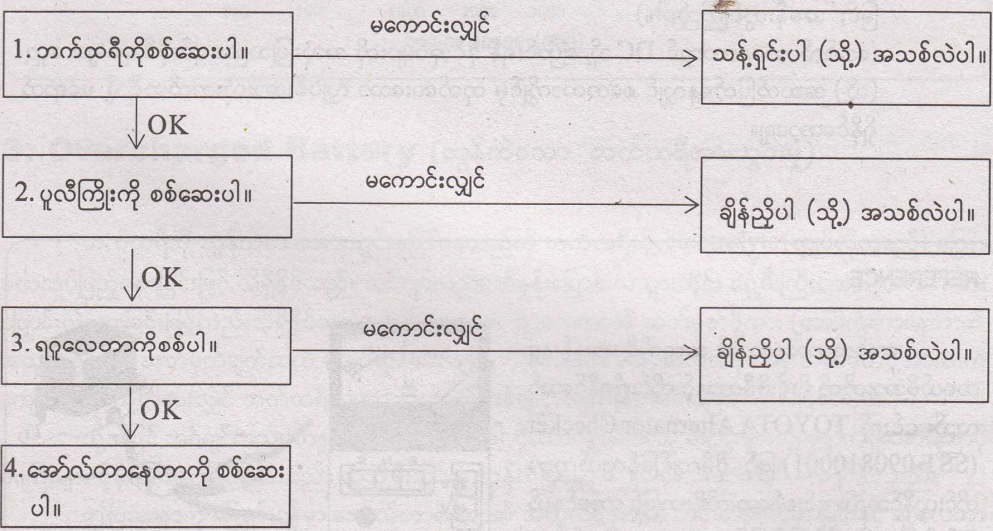 မကောင်းလျှင်
1. ဘက်ထရီကိုစစ်ဆေးပါ။
သန့်ရှင်းပါ (သို့) အသစ်လဲပါ။
OK
မကောင်းလျှင်
2. ပူလီကြိုးကို စစ်ဆေးပါ။
ချိန်ညှိပါ (သို့) အသစ်လဲပါ။
OK
မကောင်းလျှင်
3. ရဂူလေတာကိုစစ်ပါ။
ချိန်ညှိပါ (သို့) အသစ်လဲပါ။
OK
4. အော်လ်တာနေတာကို စစ်ဆေး
ပါ။